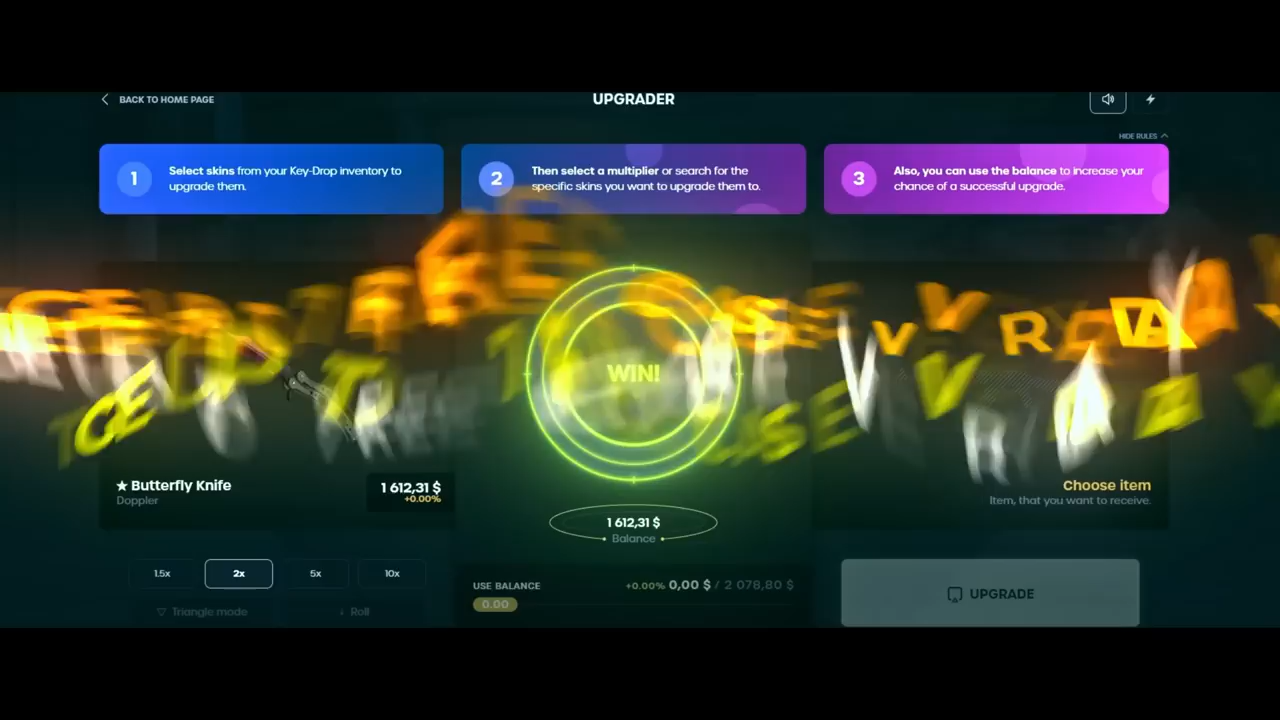 BACK TO HOME PAGE
UPGRADER
HIDE RULES
1
Select skins from your Key-Drop inventory to
upgrade them.
2
Then select a multiplier or search for the
specific skins you want to upgrade them to.
3
Also, you can use the balance to increase your
chance of a successful upgrade.
WIN!
★ Butterfly Knife
Doppler
1 612,31 $
+0.00%
Choose item
Item, that you want to receive.
1 612,31 $
Balance
1.5x
2x
5x
10x
USE BALANCE
+0.00% 0,00 $ / 2 078,80 $
0.00
UPGRADE
Triangle mode
Roll